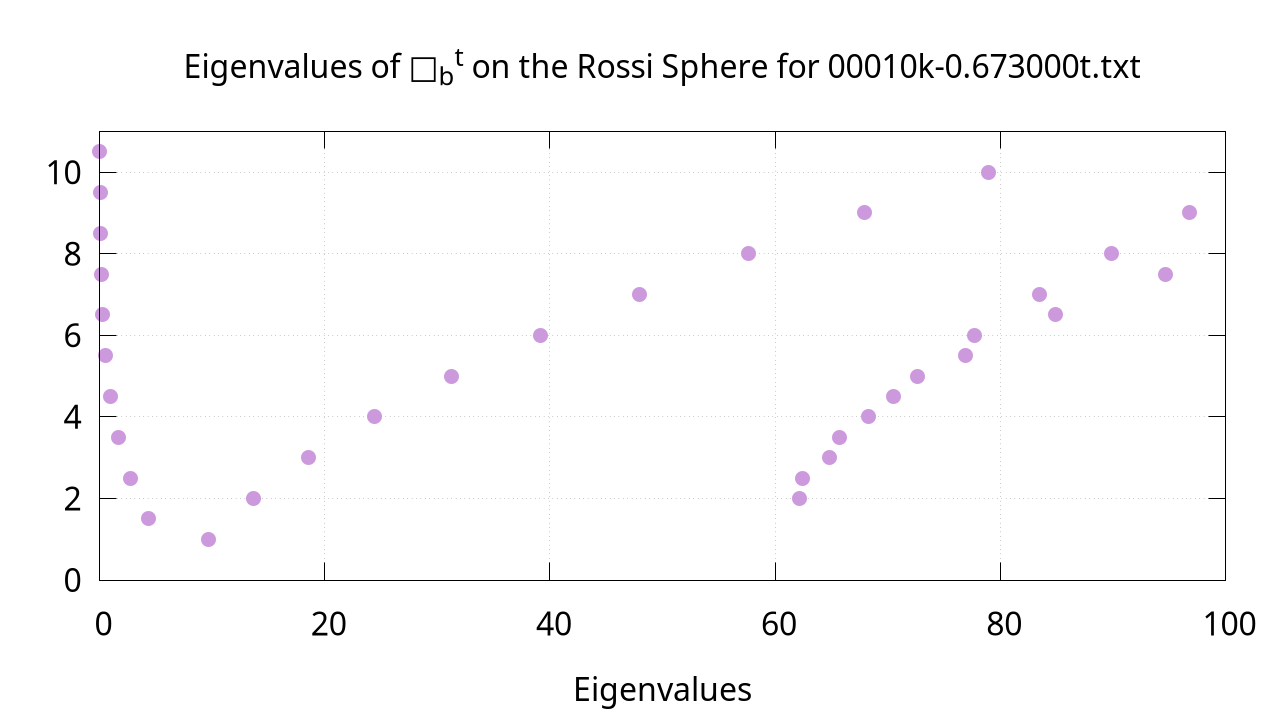 Eigenvalues of □_b^t on the Rossi Sphere for 00010k-0.673000t.txt
10
8
6
4
2
0
0 20 40 60 80 100
Eigenvalues